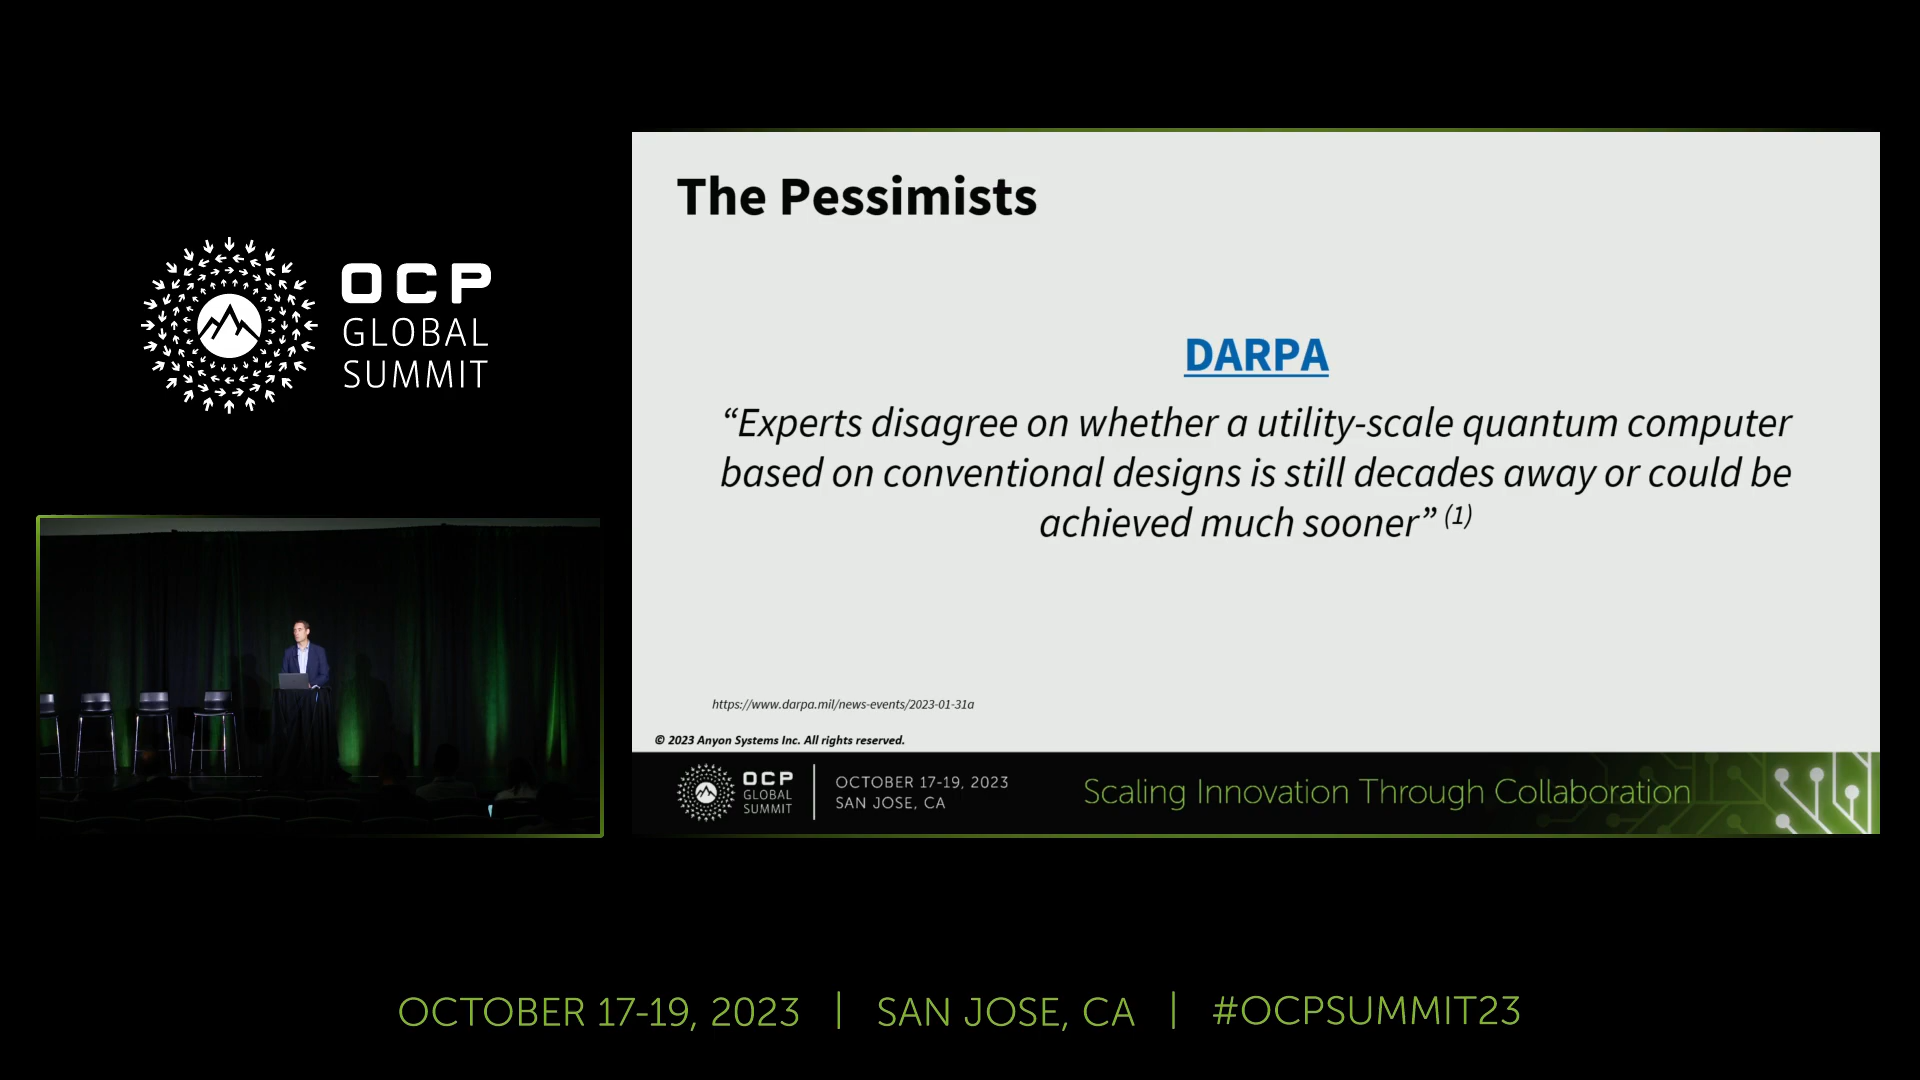 OCP
GLOBAL
SUMMIT
The Pessimists
DARPA
“Experts disagree on whether a utility-scale quantum computer
based on conventional designs is still decades away or could be
achieved much sooner” (1)
https://www.darpa.mil/news-events/2023-01-31a
© 2023 Anyon Systems Inc. All rights reserved.
OCP
GLOBAL
SUMMIT
OCTOBER 17-19, 2023
SAN JOSE, CA
Scaling Innovation Through Collaboration
OCTOBER 17-19, 2023 | SAN JOSE, CA | #OCPSUMMIT23